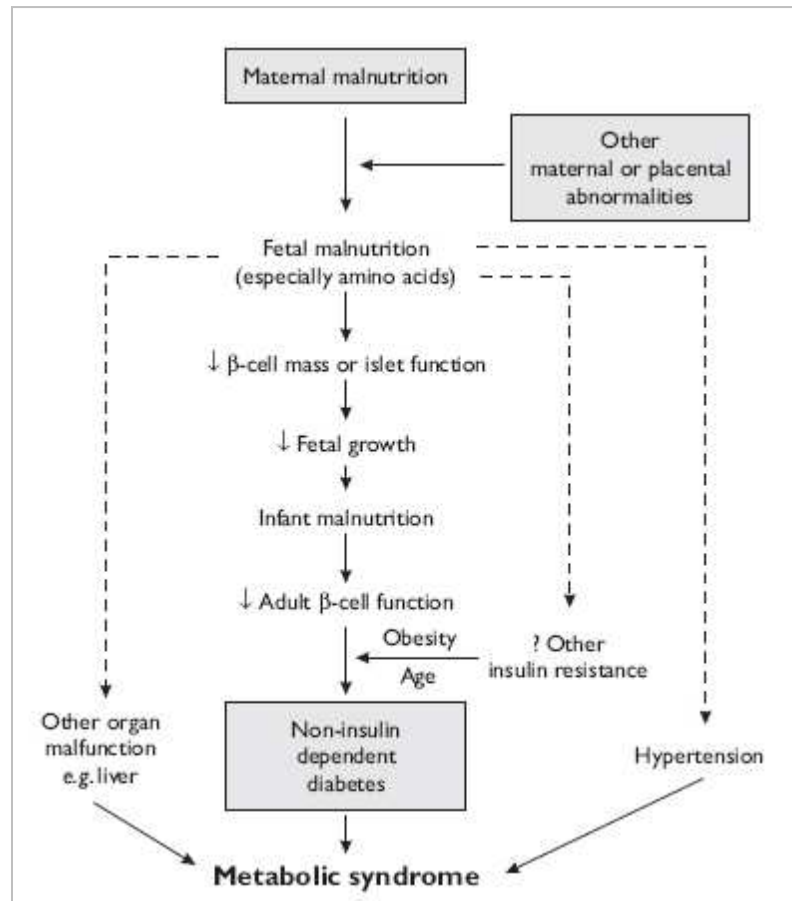 Maternal malnutrition
Other
maternal or placental
abnormalities
Fetal malnutrition
(especially amino acids)
↓ β-cell mass or islet function
↓ Fetal growth
Infant malnutrition
↓ Adult β-cell function
Obesity
Age
? Other
insulin resistance
Other organ
malfunction
e.g. liver
Non-insulin
dependent
diabetes
Hypertension
Metabolic syndrome